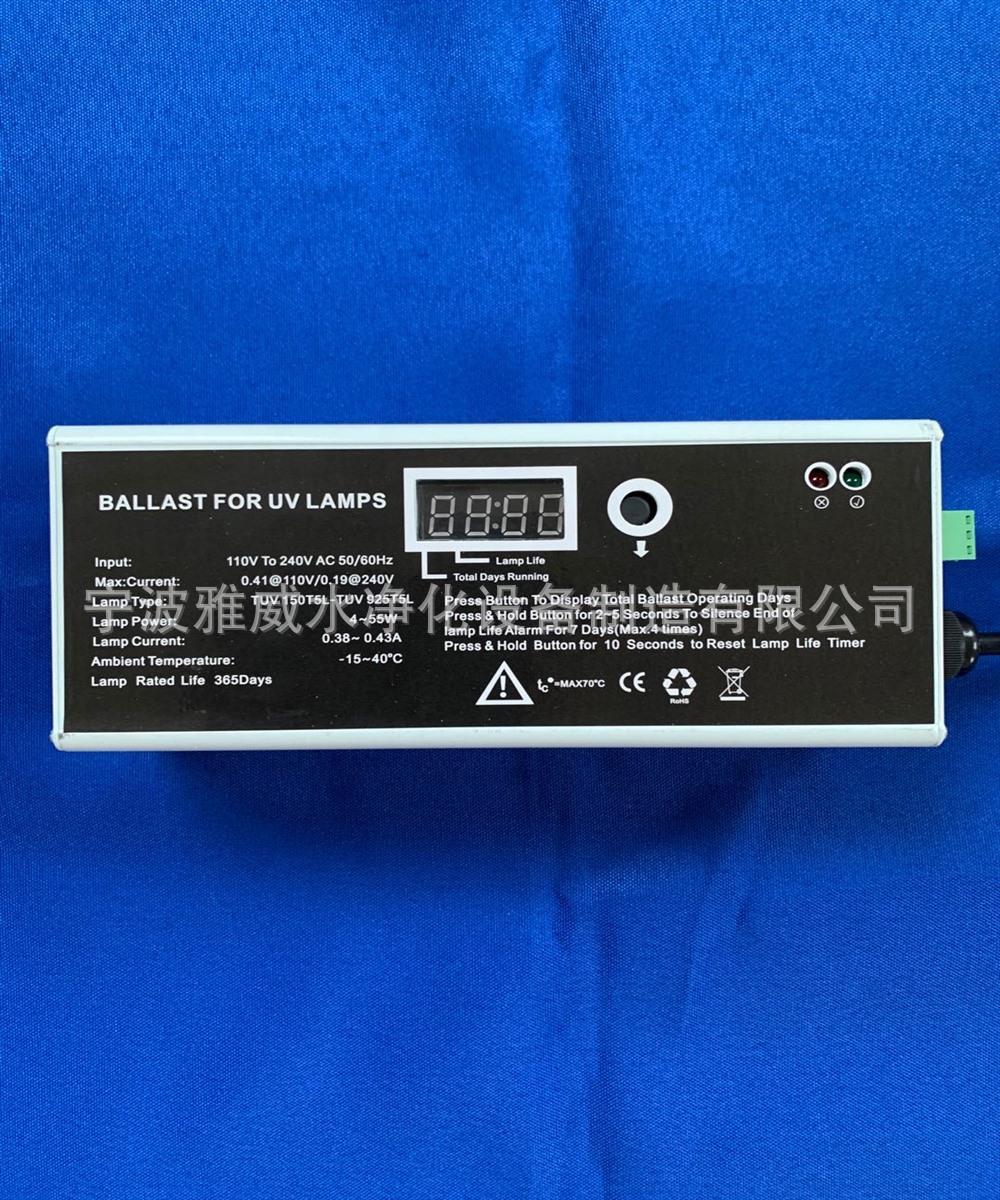 BALLAST FOR UV LAMPS
Lamp Life
Total Days Running
Input: 110V To 240V AC 50/60Hz
Max:Current: 0.41@110V/0.19@240V
Lamp Type: TUV 150T5L-TUV 925T5L
Lamp Power: 4~55W
Lamp Current: 0.38~ 0.43A
Ambient Temperature: -15~40°C
Lamp Rated Life 365Days
Press Button To Display Total Ballast Operating Days
Press & Hold Button for 2~5 Seconds To Silence End of
lamp Life Alarm For 7 Days(Max.4 times)
Press & Hold Button for 10 Seconds to Reset Lamp Life Timer
tc°=MAX70°C CE
RoHS
宁波雅威水净化设备制造有限公司